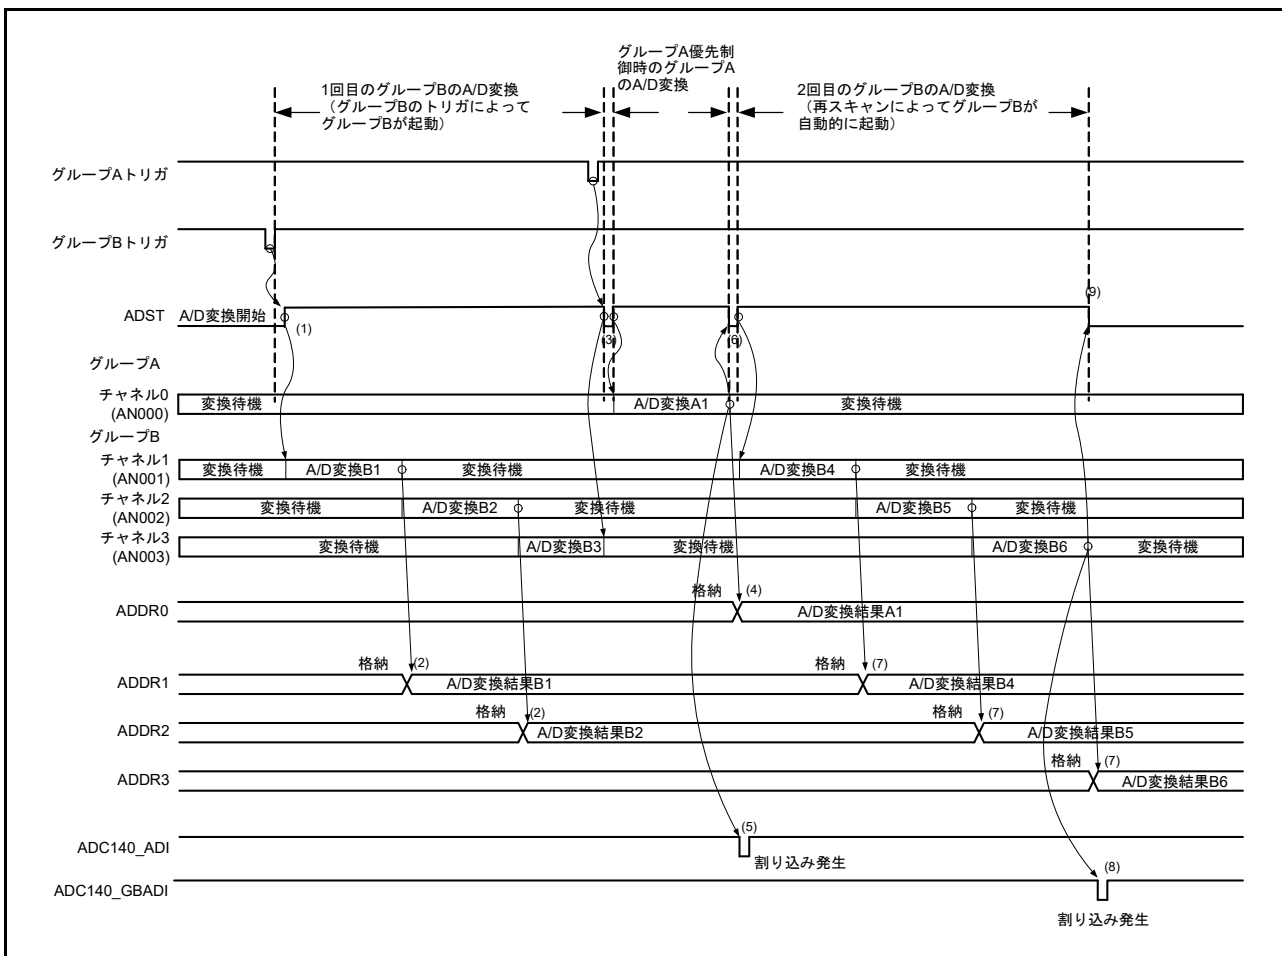 グループA優先制
御時のグループA
のA/D変換
1回目のグループBのA/D変換
（グループBのトリガによって
グループBが起動）
2回目のグループBのA/D変換
（再スキャンによってグループBが
自動的に起動）
グループAトリガ
グループBトリガ
ADST
A/D変換開始
(1)
(3)
(6)
(9)
グループA
チャネル0
(AN000)
変換待機
A/D変換A1
変換待機
グループB
チャネル1
(AN001)
変換待機
A/D変換B1
変換待機
A/D変換B4
変換待機
チャネル2
(AN002)
変換待機
A/D変換B2
変換待機
A/D変換B5
変換待機
チャネル3
(AN003)
変換待機
A/D変換B3
変換待機
A/D変換B6
変換待機
ADDR0
格納
(4)
A/D変換結果A1
ADDR1
格納
(2)
A/D変換結果B1
格納
(7)
A/D変換結果B4
ADDR2
格納
(2)
A/D変換結果B2
格納
(7)
A/D変換結果B5
ADDR3
格納
(7)
A/D変換結果B6
ADC140_ADI
(5)
割り込み発生
ADC140_GBADI
(8)
割り込み発生